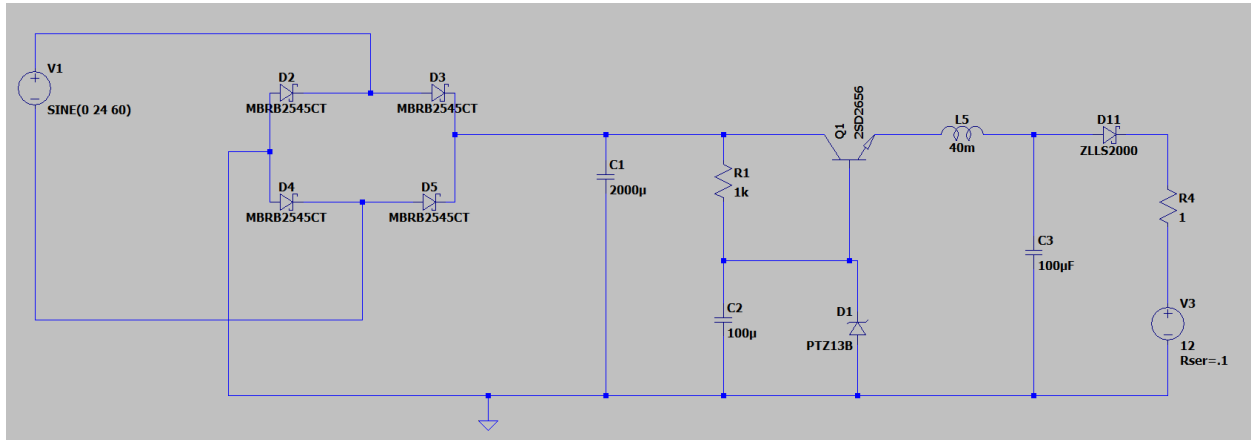 V1
SINE(0 24 60)
D2
MBRB2545CT
D3
MBRB2545CT
D4
MBRB2545CT
D5
MBRB2545CT
C1
2000µ
R1
1k
C2
100µ
D1
PTZ13B
Q1
2SD2656
L5
40m
C3
100µF
D11
ZLLS2000
R4
1
V3
12
Rser=.1